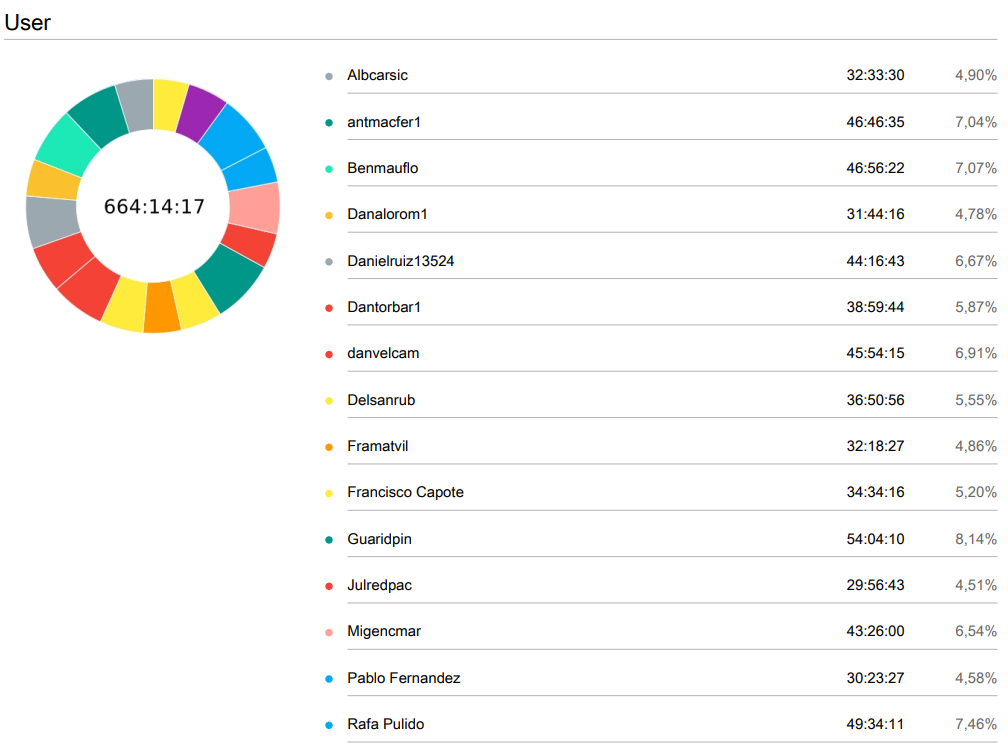 User
664:14:17
Albcarsic 32:33:30 4,90%
antmacfer1 46:46:35 7,04%
Benmauflo 46:56:22 7,07%
Danalorom1 31:44:16 4,78%
Danielruiz13524 44:16:43 6,67%
Dantorbar1 38:59:44 5,87%
danvelcam 45:54:15 6,91%
Delsanrub 36:50:56 5,55%
Framatvil 32:18:27 4,86%
Francisco Capote 34:34:16 5,20%
Guaridpin 54:04:10 8,14%
Julredpac 29:56:43 4,51%
Migencmar 43:26:00 6,54%
Pablo Fernandez 30:23:27 4,58%
Rafa Pulido 49:34:11 7,46%